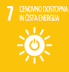 7 CENOVNO DOSTOPNA
IN ČISTA ENERGIJA